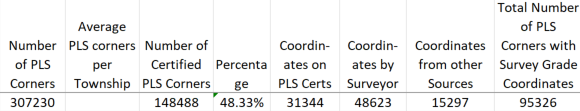 Total Number
Average of PLS
Number PLS corners Number of Coordin- Coordin- Coordinates Corners with
of PLS per Certified Percenta ates on ates by from other Survey Grade
Corners Township PLS Corners ge PLS Certs Surveyor Sources Coordinates
307230 148488 48.33% 31344 48623 15297 95326